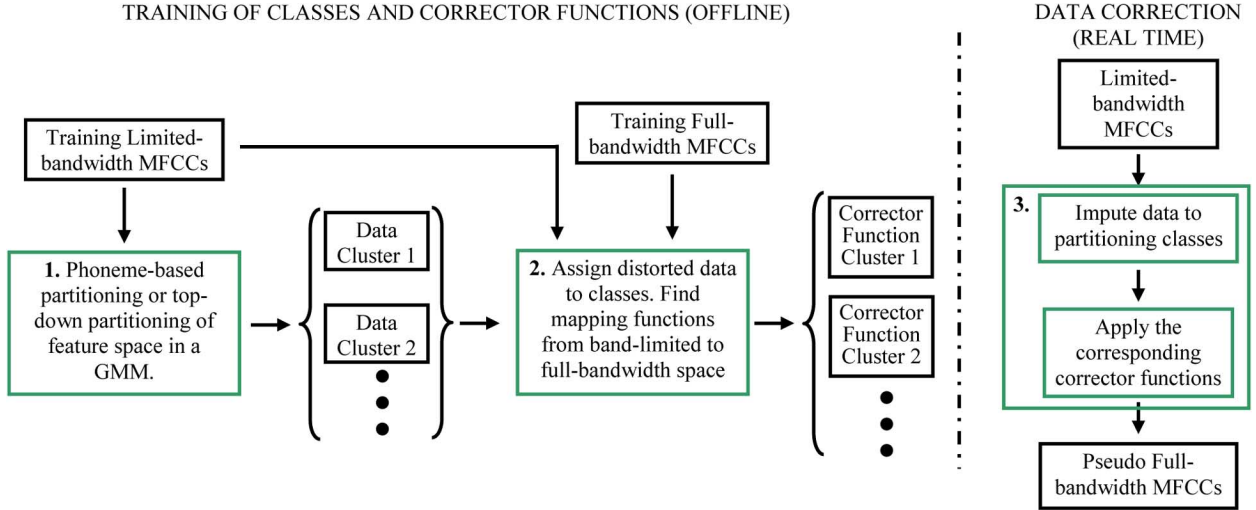 TRAINING OF CLASSES AND CORRECTOR FUNCTIONS (OFFLINE)
Training Limited-
bandwidth MFCCs
Training Full-
bandwidth MFCCs
1. Phoneme-based
partitioning or top-
down partitioning of
feature space in a
GMM.
Data
Cluster 1
Data
Cluster 2
2. Assign distorted data
to classes. Find
mapping functions
from band-limited to
full-bandwidth space
Corrector
Function
Cluster 1
Corrector
Function
Cluster 2
DATA CORRECTION
(REAL TIME)
Limited-
bandwidth
MFCCs
3.
Impute data to
partitioning classes
Apply the
corresponding
corrector functions
Pseudo Full-
bandwidth MFCCs